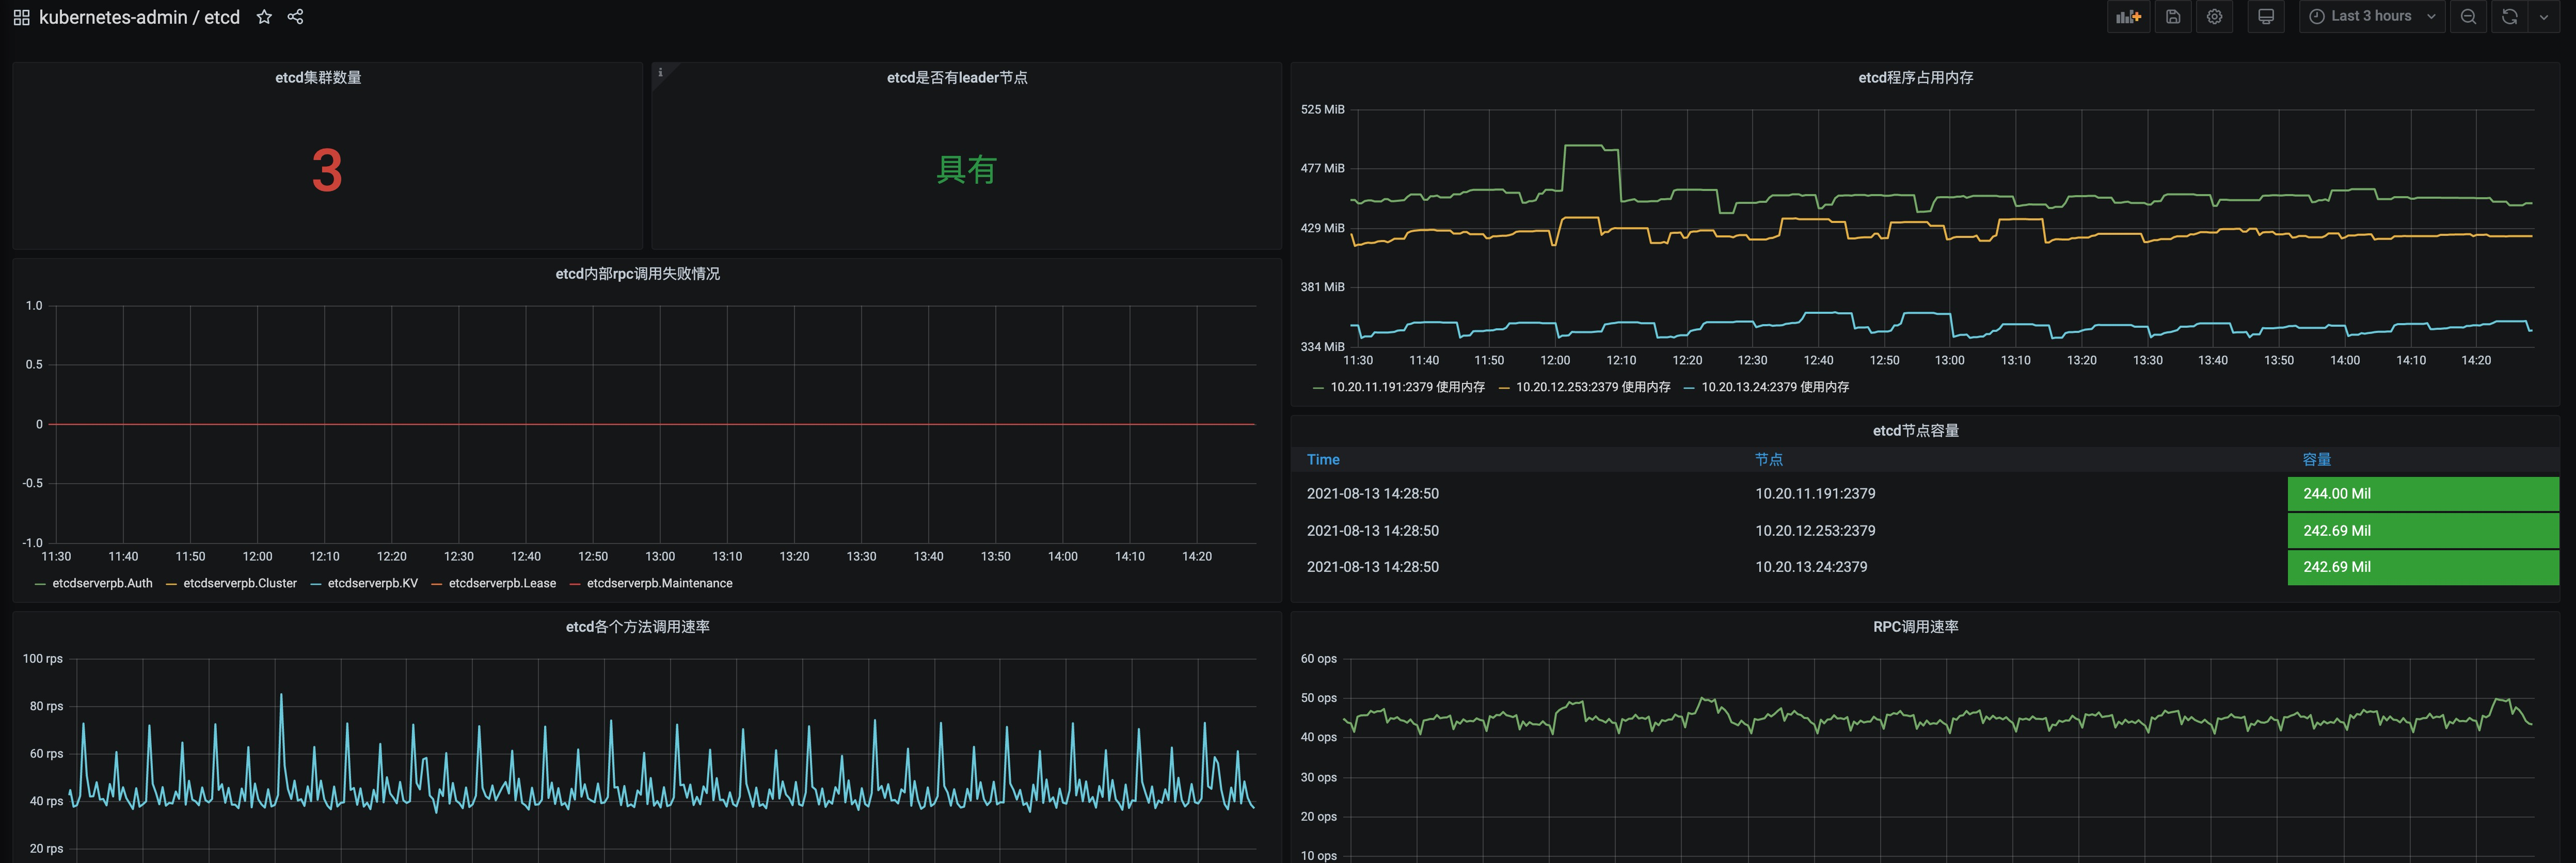 kubernetes-admin / etcd
Last 3 hours
etcd集群数量
3
etcd是否有leader节点
具有
etcd程序占用内存
525 MiB
477 MiB
429 MiB
381 MiB
334 MiB
11:30 11:40 11:50 12:00 12:10 12:20 12:30 12:40 12:50 13:00 13:10 13:20 13:30 13:40 13:50 14:00 14:10 14:20
10.20.11.191:2379 使用内存 10.20.12.253:2379 使用内存 10.20.13.24:2379 使用内存
etcd内部rpc调用失败情况
1.0
0.5
0
-0.5
-1.0
11:30 11:40 11:50 12:00 12:10 12:20 12:30 12:40 12:50 13:00 13:10 13:20 13:30 13:40 13:50 14:00 14:10 14:20
etcdserverpb.Auth etcdserverpb.Cluster etcdserverpb.KV etcdserverpb.Lease etcdserverpb.Maintenance
etcd节点容量
Time 节点 容量
2021-08-13 14:28:50 10.20.11.191:2379 244.00 Mil
2021-08-13 14:28:50 10.20.12.253:2379 242.69 Mil
2021-08-13 14:28:50 10.20.13.24:2379 242.69 Mil
etcd各个方法调用速率
100 rps
80 rps
60 rps
40 rps
20 rps
RPC调用速率
60 ops
50 ops
40 ops
30 ops
20 ops
10 ops